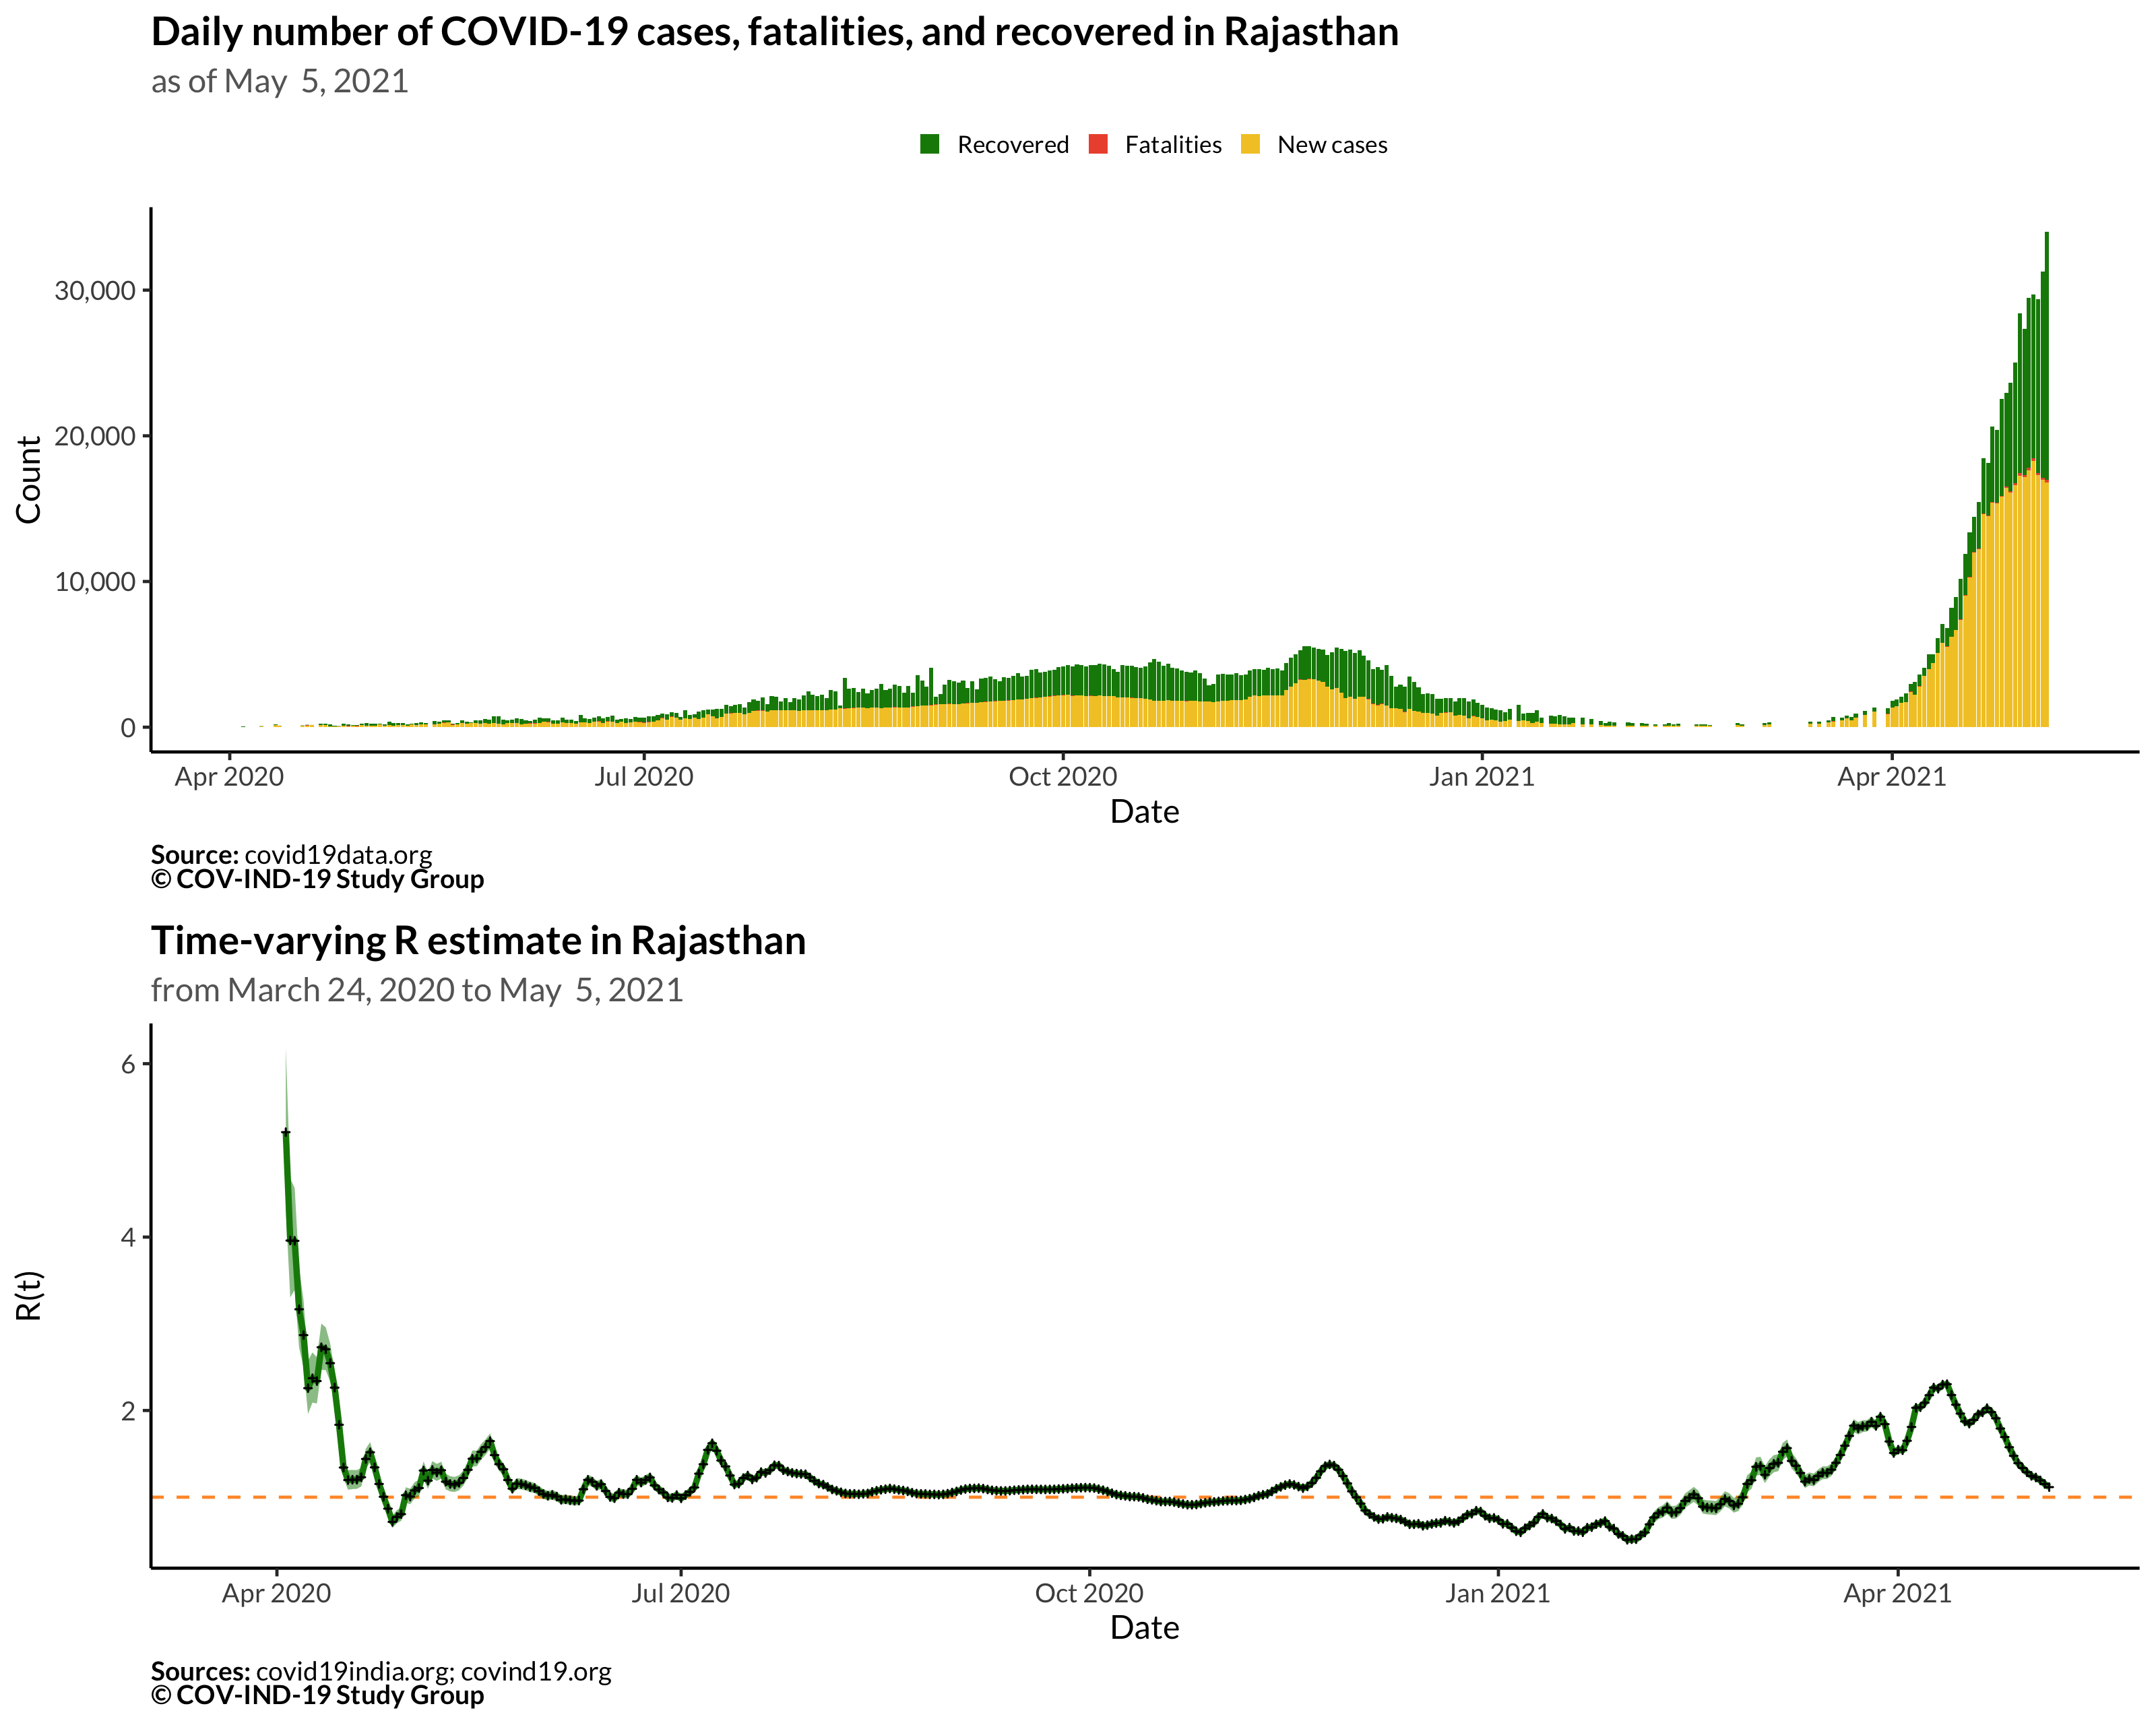 Daily number of COVID-19 cases, fatalities, and recovered in Rajasthan
as of May  5, 2021
Recovered Fatalities New cases
Count
30,000
20,000
10,000
0
Apr 2020 Jul 2020 Oct 2020 Jan 2021 Apr 2021
Date
Source: covid19data.org
© COV-IND-19 Study Group
Time-varying R estimate in Rajasthan
from March 24, 2020 to May  5, 2021
R(t)
6
4
2
Apr 2020 Jul 2020 Oct 2020 Jan 2021 Apr 2021
Date
Sources: covid19india.org; covind19.org
© COV-IND-19 Study Group